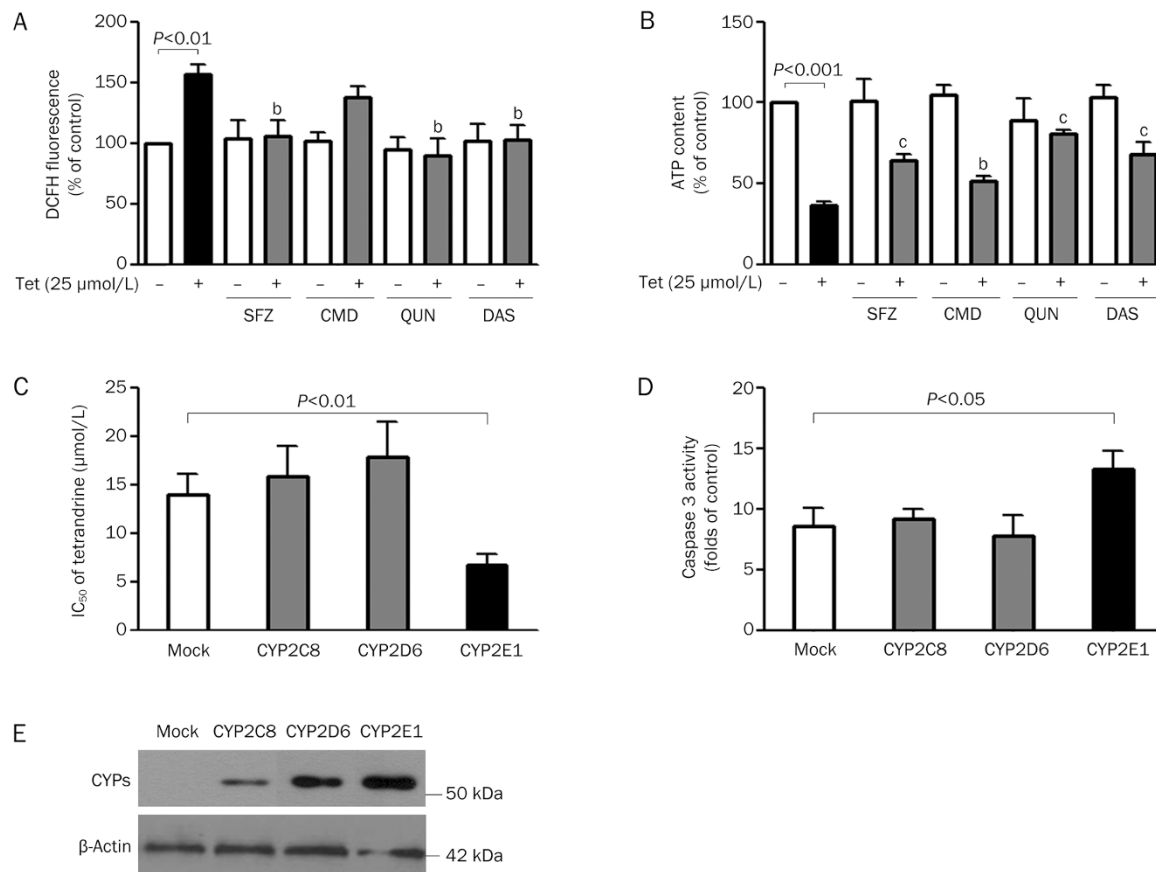 A
DCFH fluorescence
(% of control)
200
150
100
50
0
P<0.01
b
b
b
Tet (25 µmol/L)
– + – + – + – + – +
SFZ CMD QUN DAS
B
ATP content
(% of control)
150
100
50
0
P<0.001
c
b
c
c
Tet (25 µmol/L)
– + – + – + – + – +
SFZ CMD QUN DAS
C
IC50 of tetrandrine (µmol/L)
25
20
15
10
5
0
P<0.01
Mock CYP2C8 CYP2D6 CYP2E1
D
Caspase 3 activity
(folds of control)
20
15
10
5
0
P<0.05
Mock CYP2C8 CYP2D6 CYP2E1
E
Mock CYP2C8 CYP2D6 CYP2E1
CYPs
50 kDa
β-Actin
42 kDa